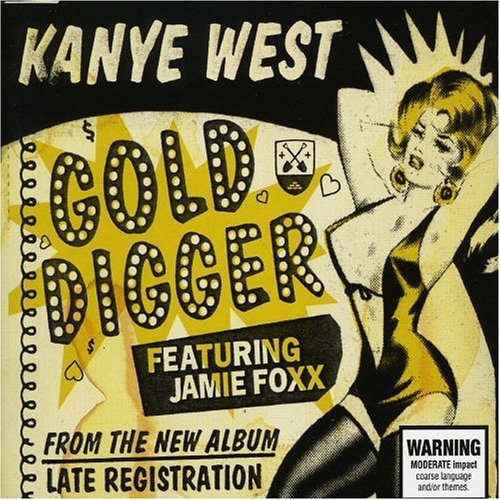 KANYE WEST
$
GOLD
DIGGER
$
FEATURING
JAMIE FOXX
FROM THE NEW ALBUM
LATE REGISTRATION
WARNING
MODERATE impact
coarse language
and/or themes